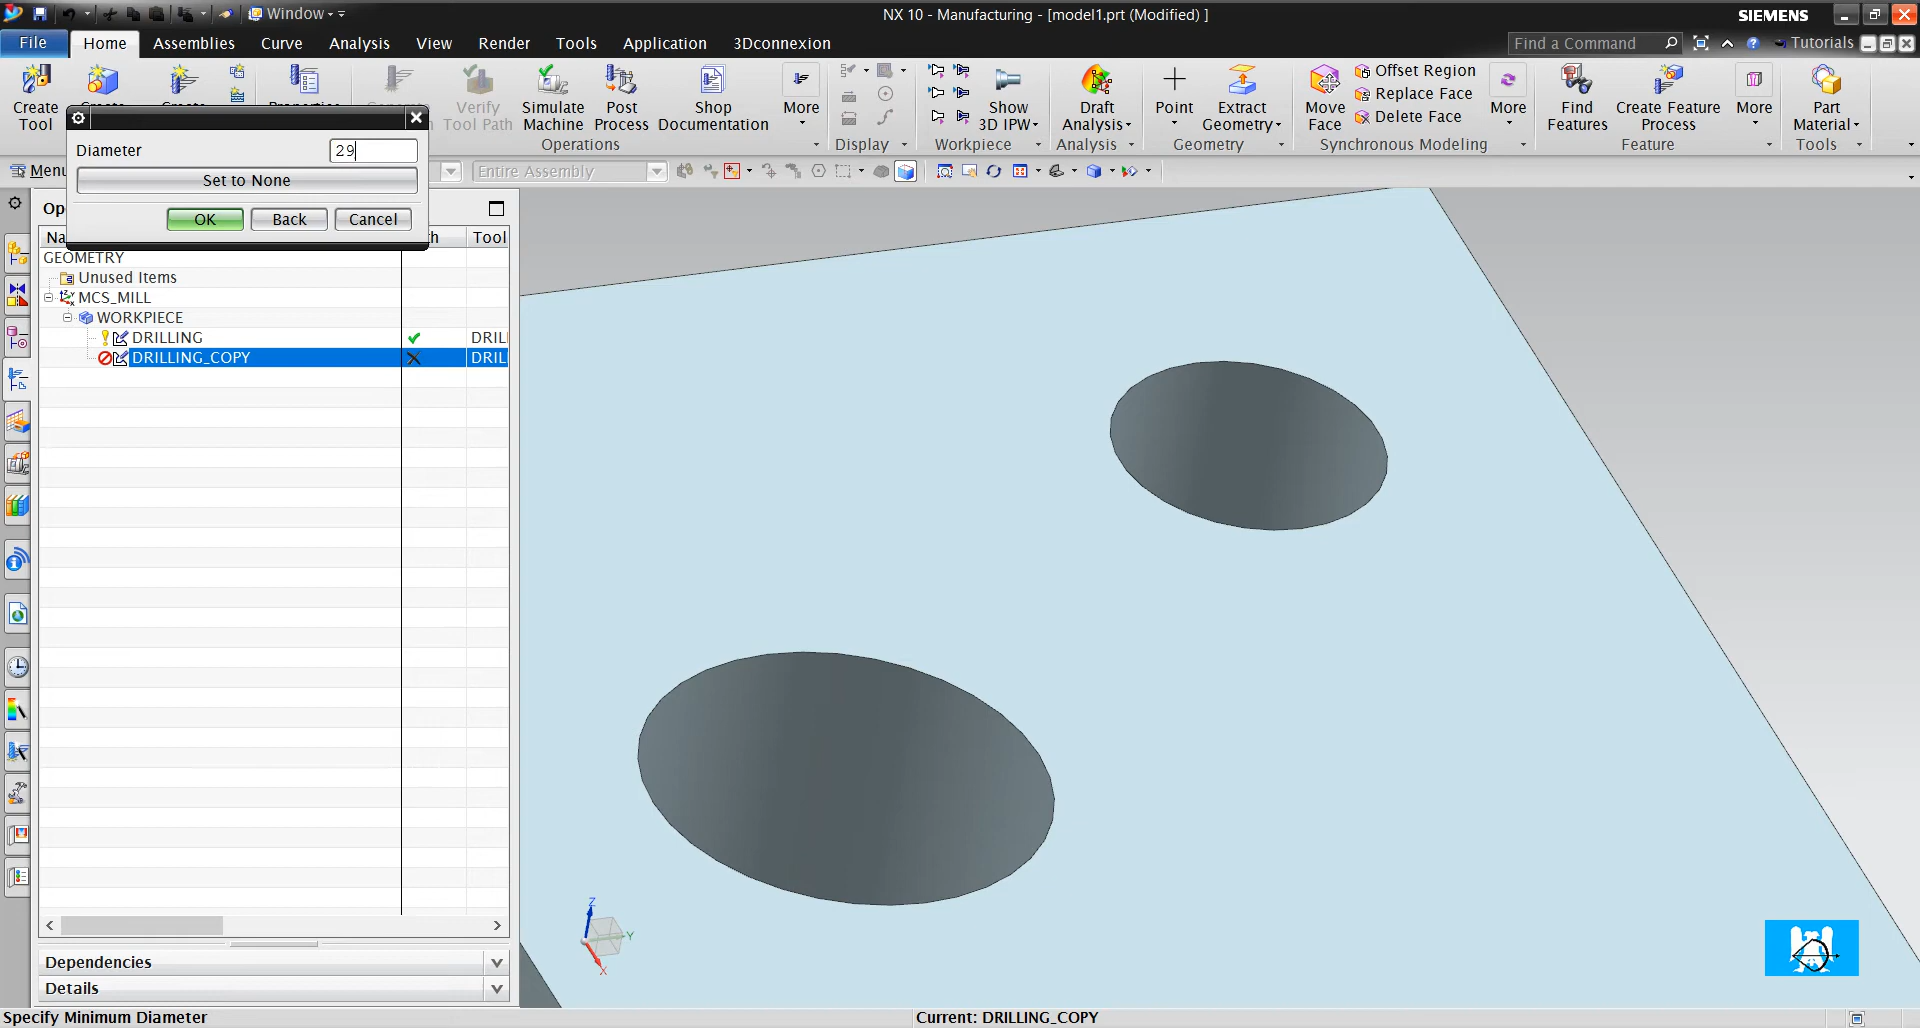 Window
NX 10 - Manufacturing - [model1.prt (Modified) ]
SIEMENS
File
Home
Assemblies
Curve
Analysis
View
Render
Tools
Application
3Dconnexion
Find a Command
Tutorials
Create Tool
Verify Tool Path
Simulate Machine
Post Process
Shop Documentation
More
Operations
Display
Show 3D IPW
Workpiece
Draft Analysis
Analysis
Point
Extract Geometry
Geometry
Move Face
Offset Region
Replace Face
Delete Face
More
Synchronous Modeling
Find Features
Create Feature Process
More
Feature
Part Material
Tools
Menu
Entire Assembly
Diameter
29
Set to None
OK
Back
Cancel
Tool
GEOMETRY
Unused Items
MCS_MILL
WORKPIECE
DRILLING
DRIL
DRILLING_COPY
DRIL
Z
Y
X
Dependencies
Details
Specify Minimum Diameter
Current: DRILLING_COPY